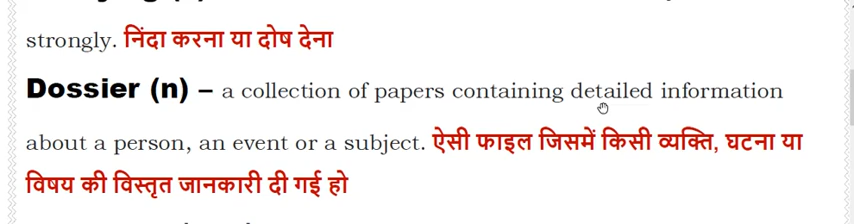 strongly. निंदा करना या दोष देना
Dossier (n) – a collection of papers containing detailed information
about a person, an event or a subject. ऐसी फाइल जिसमें किसी व्यक्ति, घटना या
विषय की विस्तृत जानकारी दी गई हो